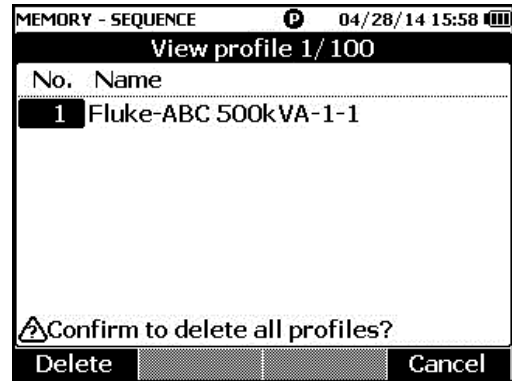 MEMORY - SEQUENCE P 04/28/14 15:58
View profile 1/100
No. Name
1 Fluke-ABC 500kVA-1-1
Confirm to delete all profiles?
Delete Cancel